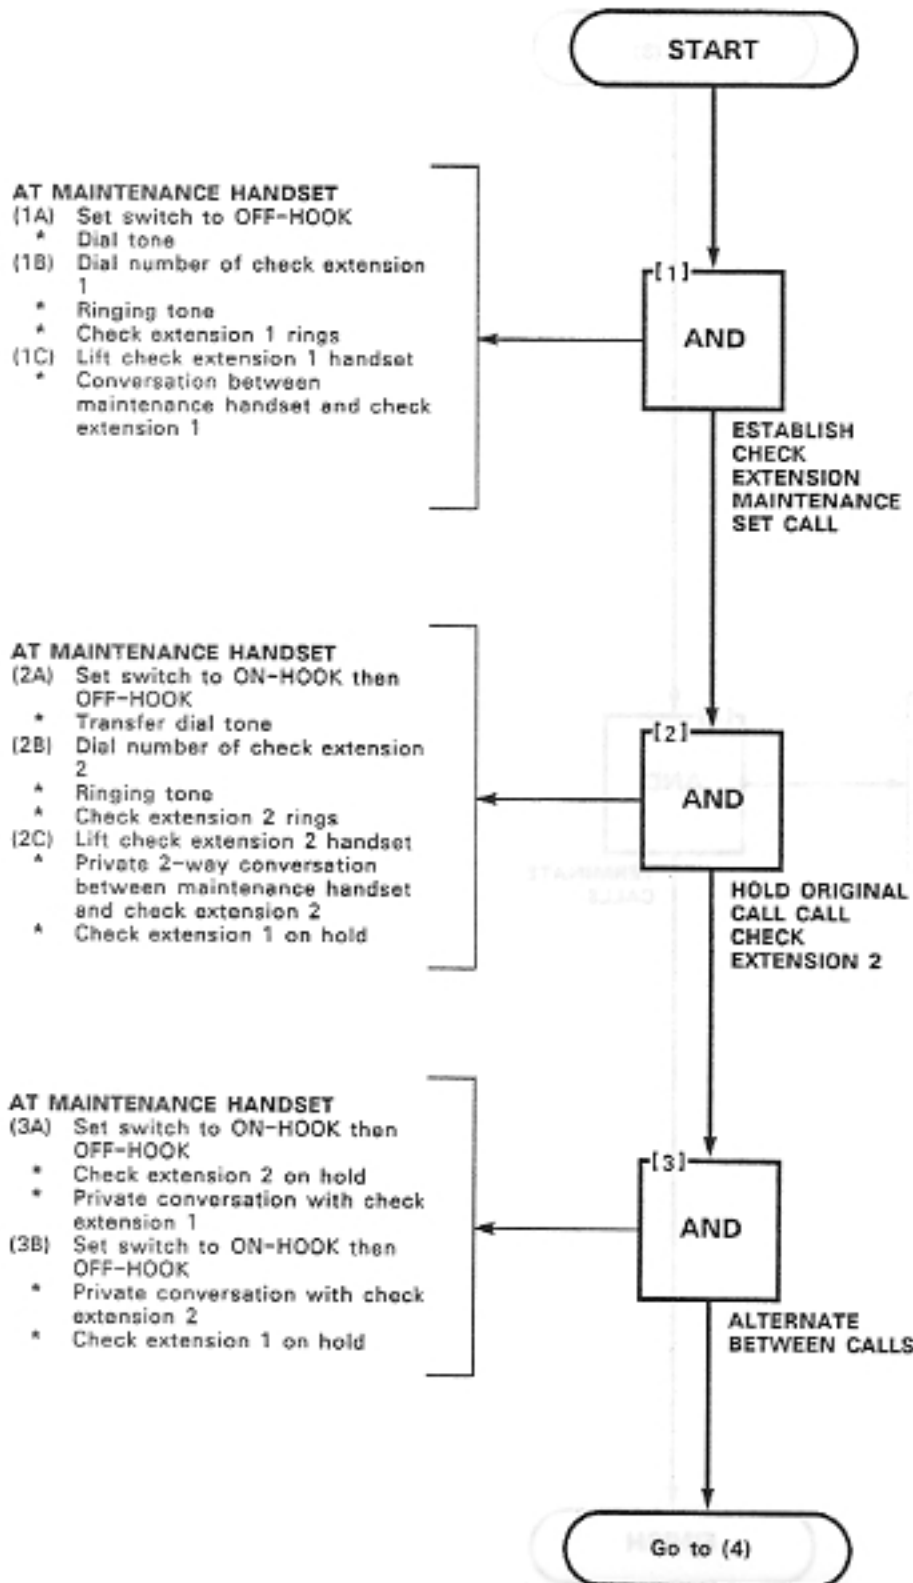 START
AT MAINTENANCE HANDSET
(1A) Set switch to OFF-HOOK
* Dial tone
(1B) Dial number of check extension
1
* Ringing tone
* Check extension 1 rings
(1C) Lift check extension 1 handset
* Conversation between
maintenance handset and check
extension 1
[1]
AND
ESTABLISH
CHECK
EXTENSION
MAINTENANCE
SET CALL
AT MAINTENANCE HANDSET
(2A) Set switch to ON-HOOK then
OFF-HOOK
* Transfer dial tone
(2B) Dial number of check extension
2
* Ringing tone
* Check extension 2 rings
(2C) Lift check extension 2 handset
* Private 2-way conversation
between maintenance handset
and check extension 2
* Check extension 1 on hold
[2]
AND
HOLD ORIGINAL
CALL CALL
CHECK
EXTENSION 2
AT MAINTENANCE HANDSET
(3A) Set switch to ON-HOOK then
OFF-HOOK
* Check extension 2 on hold
* Private conversation with check
extension 1
(3B) Set switch to ON-HOOK then
OFF-HOOK
* Private conversation with check
extension 2
* Check extension 1 on hold
[3]
AND
ALTERNATE
BETWEEN CALLS
Go to (4)